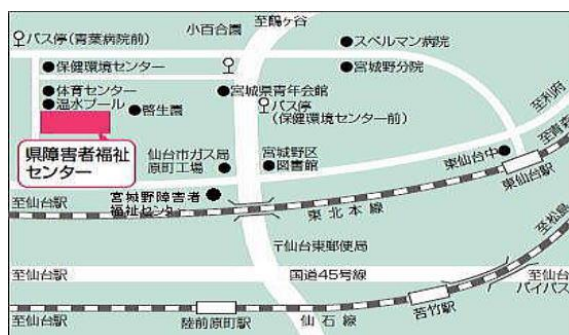 至鶴ヶ谷
小百合園
バス停(青葉病院前)
スペルマン病院
保健環境センター
宮城野分院
体育センター
宮城県青年会館
温水プール
啓生園
バス停
(保健環境センター前)
至利府
至青森
県障害者福祉
センター
仙台市ガス局
原町工場
宮城野区
図書館
東仙台中
東仙台駅
至仙台駅
宮城野障害者
福祉センター
東北本線
至仙台駅
至松島
〒仙台東郵便局
至仙台駅
国道45号線
至仙台
バイパス
苦竹駅
至仙台駅
陸前原町駅
仙石線